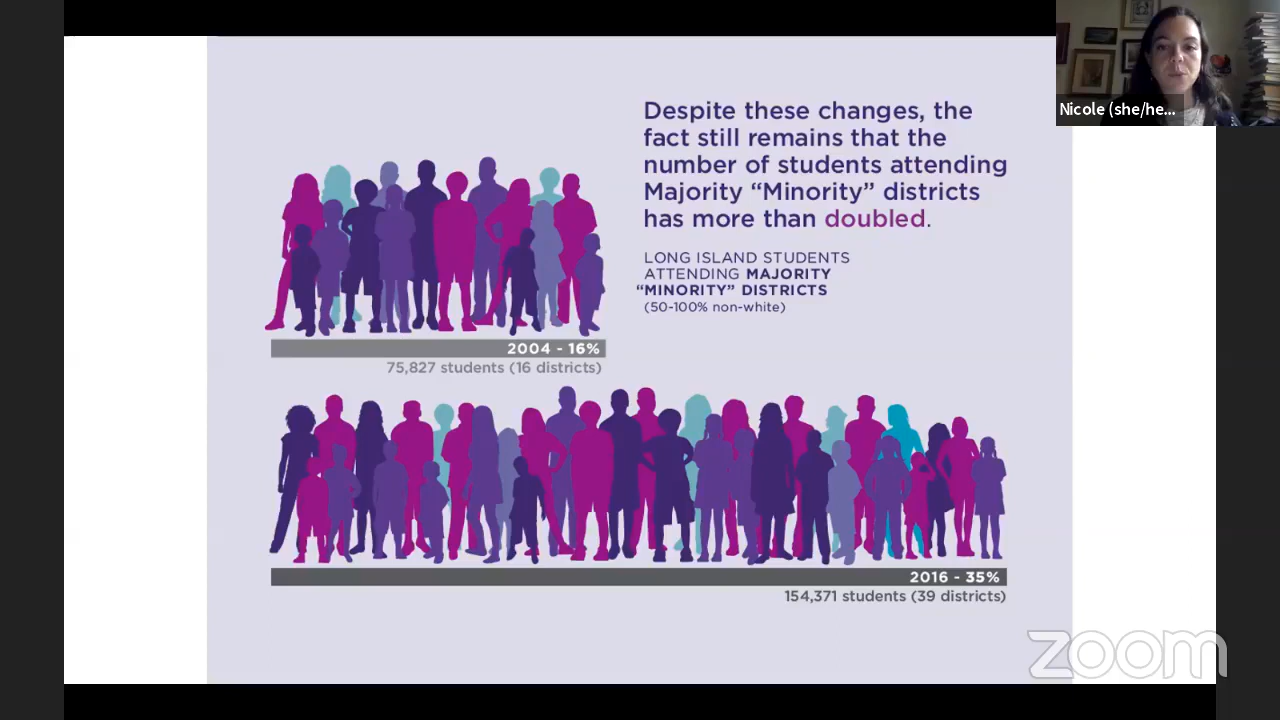 Despite these changes, the
fact still remains that the
number of students attending
Majority “Minority” districts
has more than doubled.
LONG ISLAND STUDENTS
ATTENDING MAJORITY
“MINORITY” DISTRICTS
(50-100% non-white)
2004 - 16%
75,827 students (16 districts)
2016 - 35%
154,371 students (39 districts)
Nicole (she/he...
zoom